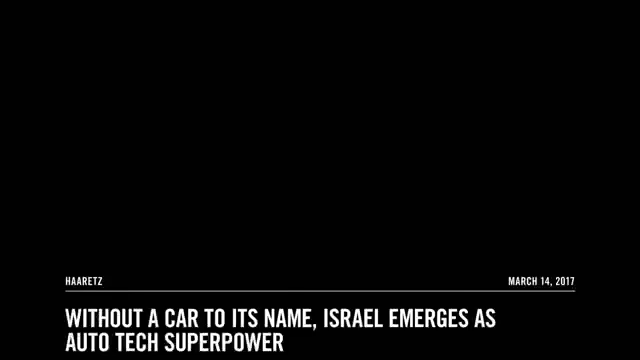 HAARETZ MARCH 14, 2017
WITHOUT A CAR TO ITS NAME, ISRAEL EMERGES AS
AUTO TECH SUPERPOWER